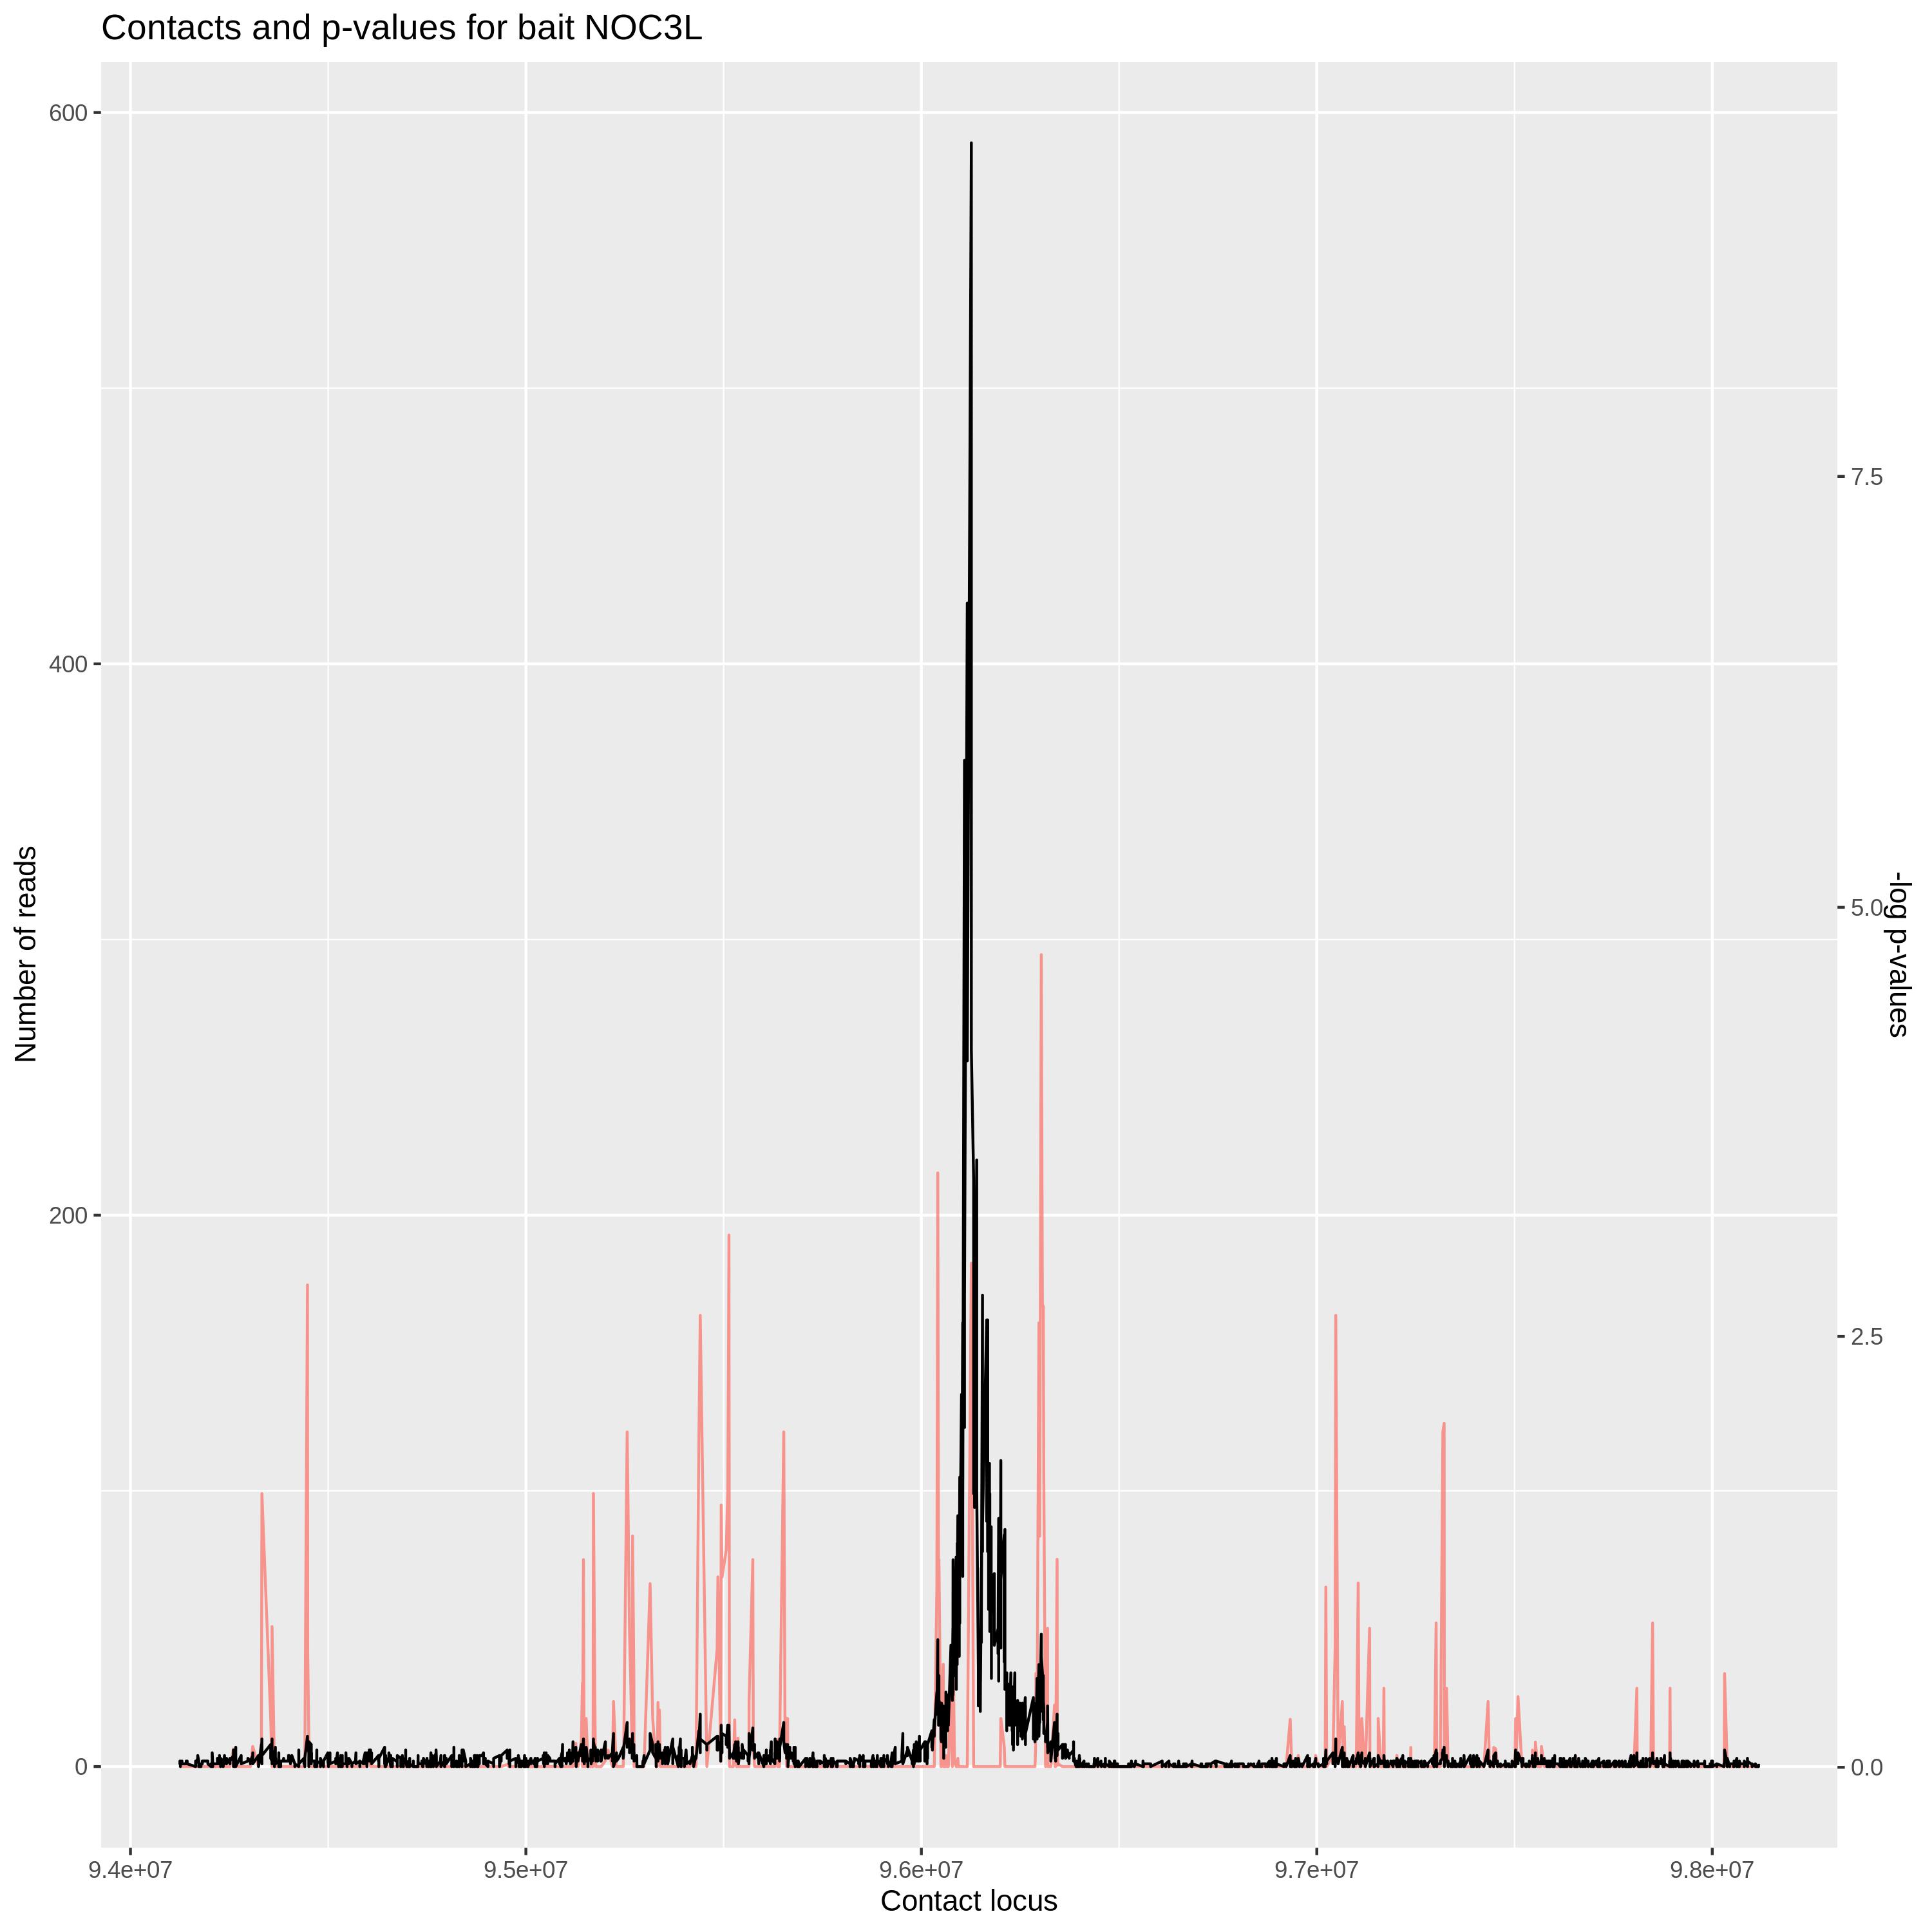 Contacts and p-values for bait NOC3L
600
400
200
0
Number of reads
7.5
5.0
2.5
0.0
-log p-values
9.4e+07 9.5e+07 9.6e+07 9.7e+07 9.8e+07
Contact locus